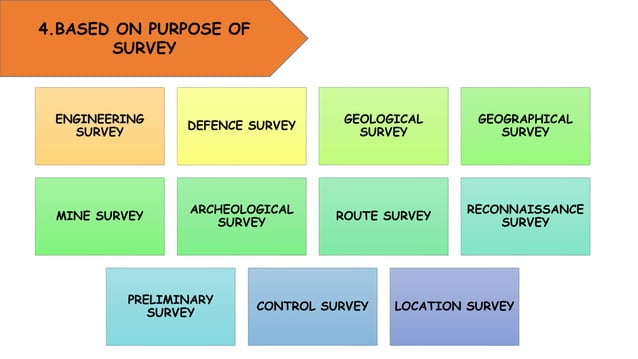 4.BASED ON PURPOSE OF
SURVEY
ENGINEERING
SURVEY
DEFENCE SURVEY
GEOLOGICAL
SURVEY
GEOGRAPHICAL
SURVEY
MINE SURVEY
ARCHEOLOGICAL
SURVEY
ROUTE SURVEY
RECONNAISSANCE
SURVEY
PRELIMINARY
SURVEY
CONTROL SURVEY
LOCATION SURVEY